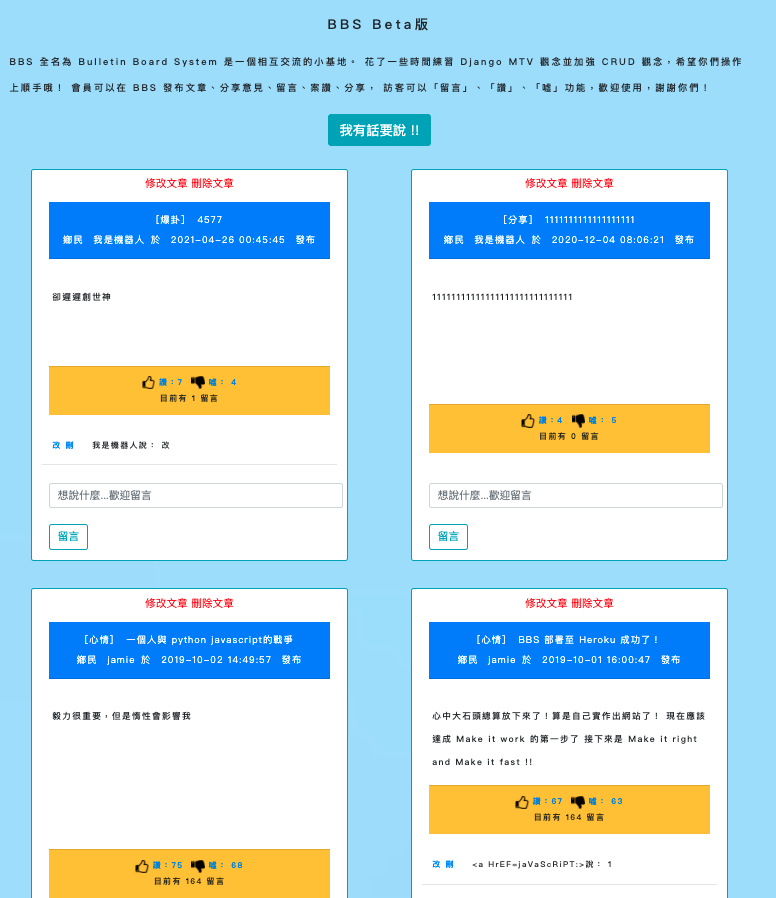 BBS Beta版
BBS 全名為 Bulletin Board System 是一個相互交流的小基地。 花了一些時間練習 Django MTV 觀念並加強 CRUD 觀念，希望你們操作
上順手哦！ 會員可以在 BBS 發布文章、分享意見、留言、案讚、分享， 訪客可以「留言」、「讚」、「噓」功能，歡迎使用，謝謝你們！
我有話要說 !!
修改文章 刪除文章
[爆卦] 4577
鄉民 我是機器人 於 2021-04-26 00:45:45 發布
卻遲遲創世神
讚：7 噓： 4
目前有 1 留言
改 刪 我是機器人說： 改
想說什麼...歡迎留言
留言
修改文章 刪除文章
[分享] 1111111111111111111
鄉民 我是機器人 於 2020-12-04 08:06:21 發布
11111111111111111111111111111
讚：4 噓： 5
目前有 0 留言
想說什麼...歡迎留言
留言
修改文章 刪除文章
[心情] 一個人與 python javascript的戰爭
鄉民 jamie 於 2019-10-02 14:49:57 發布
毅力很重要，但是惰性會影響我
讚：75 噓： 68
目前有 164 留言
修改文章 刪除文章
[心情] BBS 部署至 Heroku 成功了！
鄉民 jamie 於 2019-10-01 16:00:47 發布
心中大石頭總算放下來了！算是自己實作出網站了！ 現在應該
達成 Make it work 的第一步了 接下來是 Make it right
and Make it fast !!
讚：67 噓： 63
目前有 164 留言
改 刪 <a HrEF=jaVaScRiPT:>說： 1